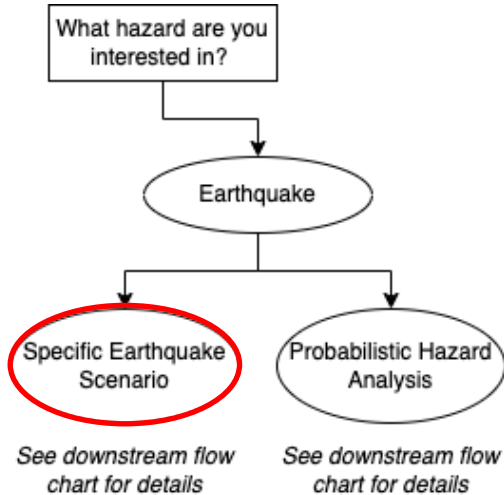 What hazard are you
interested in?
Earthquake
Specific Earthquake
Scenario
Probabilistic Hazard
Analysis
See downstream flow
chart for details
See downstream flow
chart for details